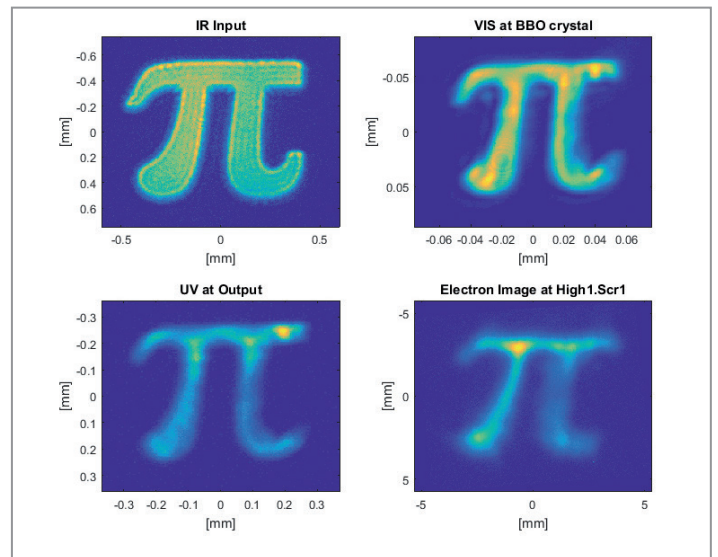 IR Input
-0.6
-0.4
-0.2
0
0.2
0.4
0.6
[mm]
-0.5 0 0.5
[mm]
VIS at BBO crystal
-0.05
0
0.05
[mm]
-0.06 -0.04 -0.02 0 0.02 0.04 0.06
[mm]
UV at Output
-0.3
-0.2
-0.1
0
0.1
0.2
0.3
[mm]
-0.3 -0.2 -0.1 0 0.1 0.2 0.3
[mm]
Electron Image at High1.Scr1
-5
0
5
[mm]
-5 0 5
[mm]